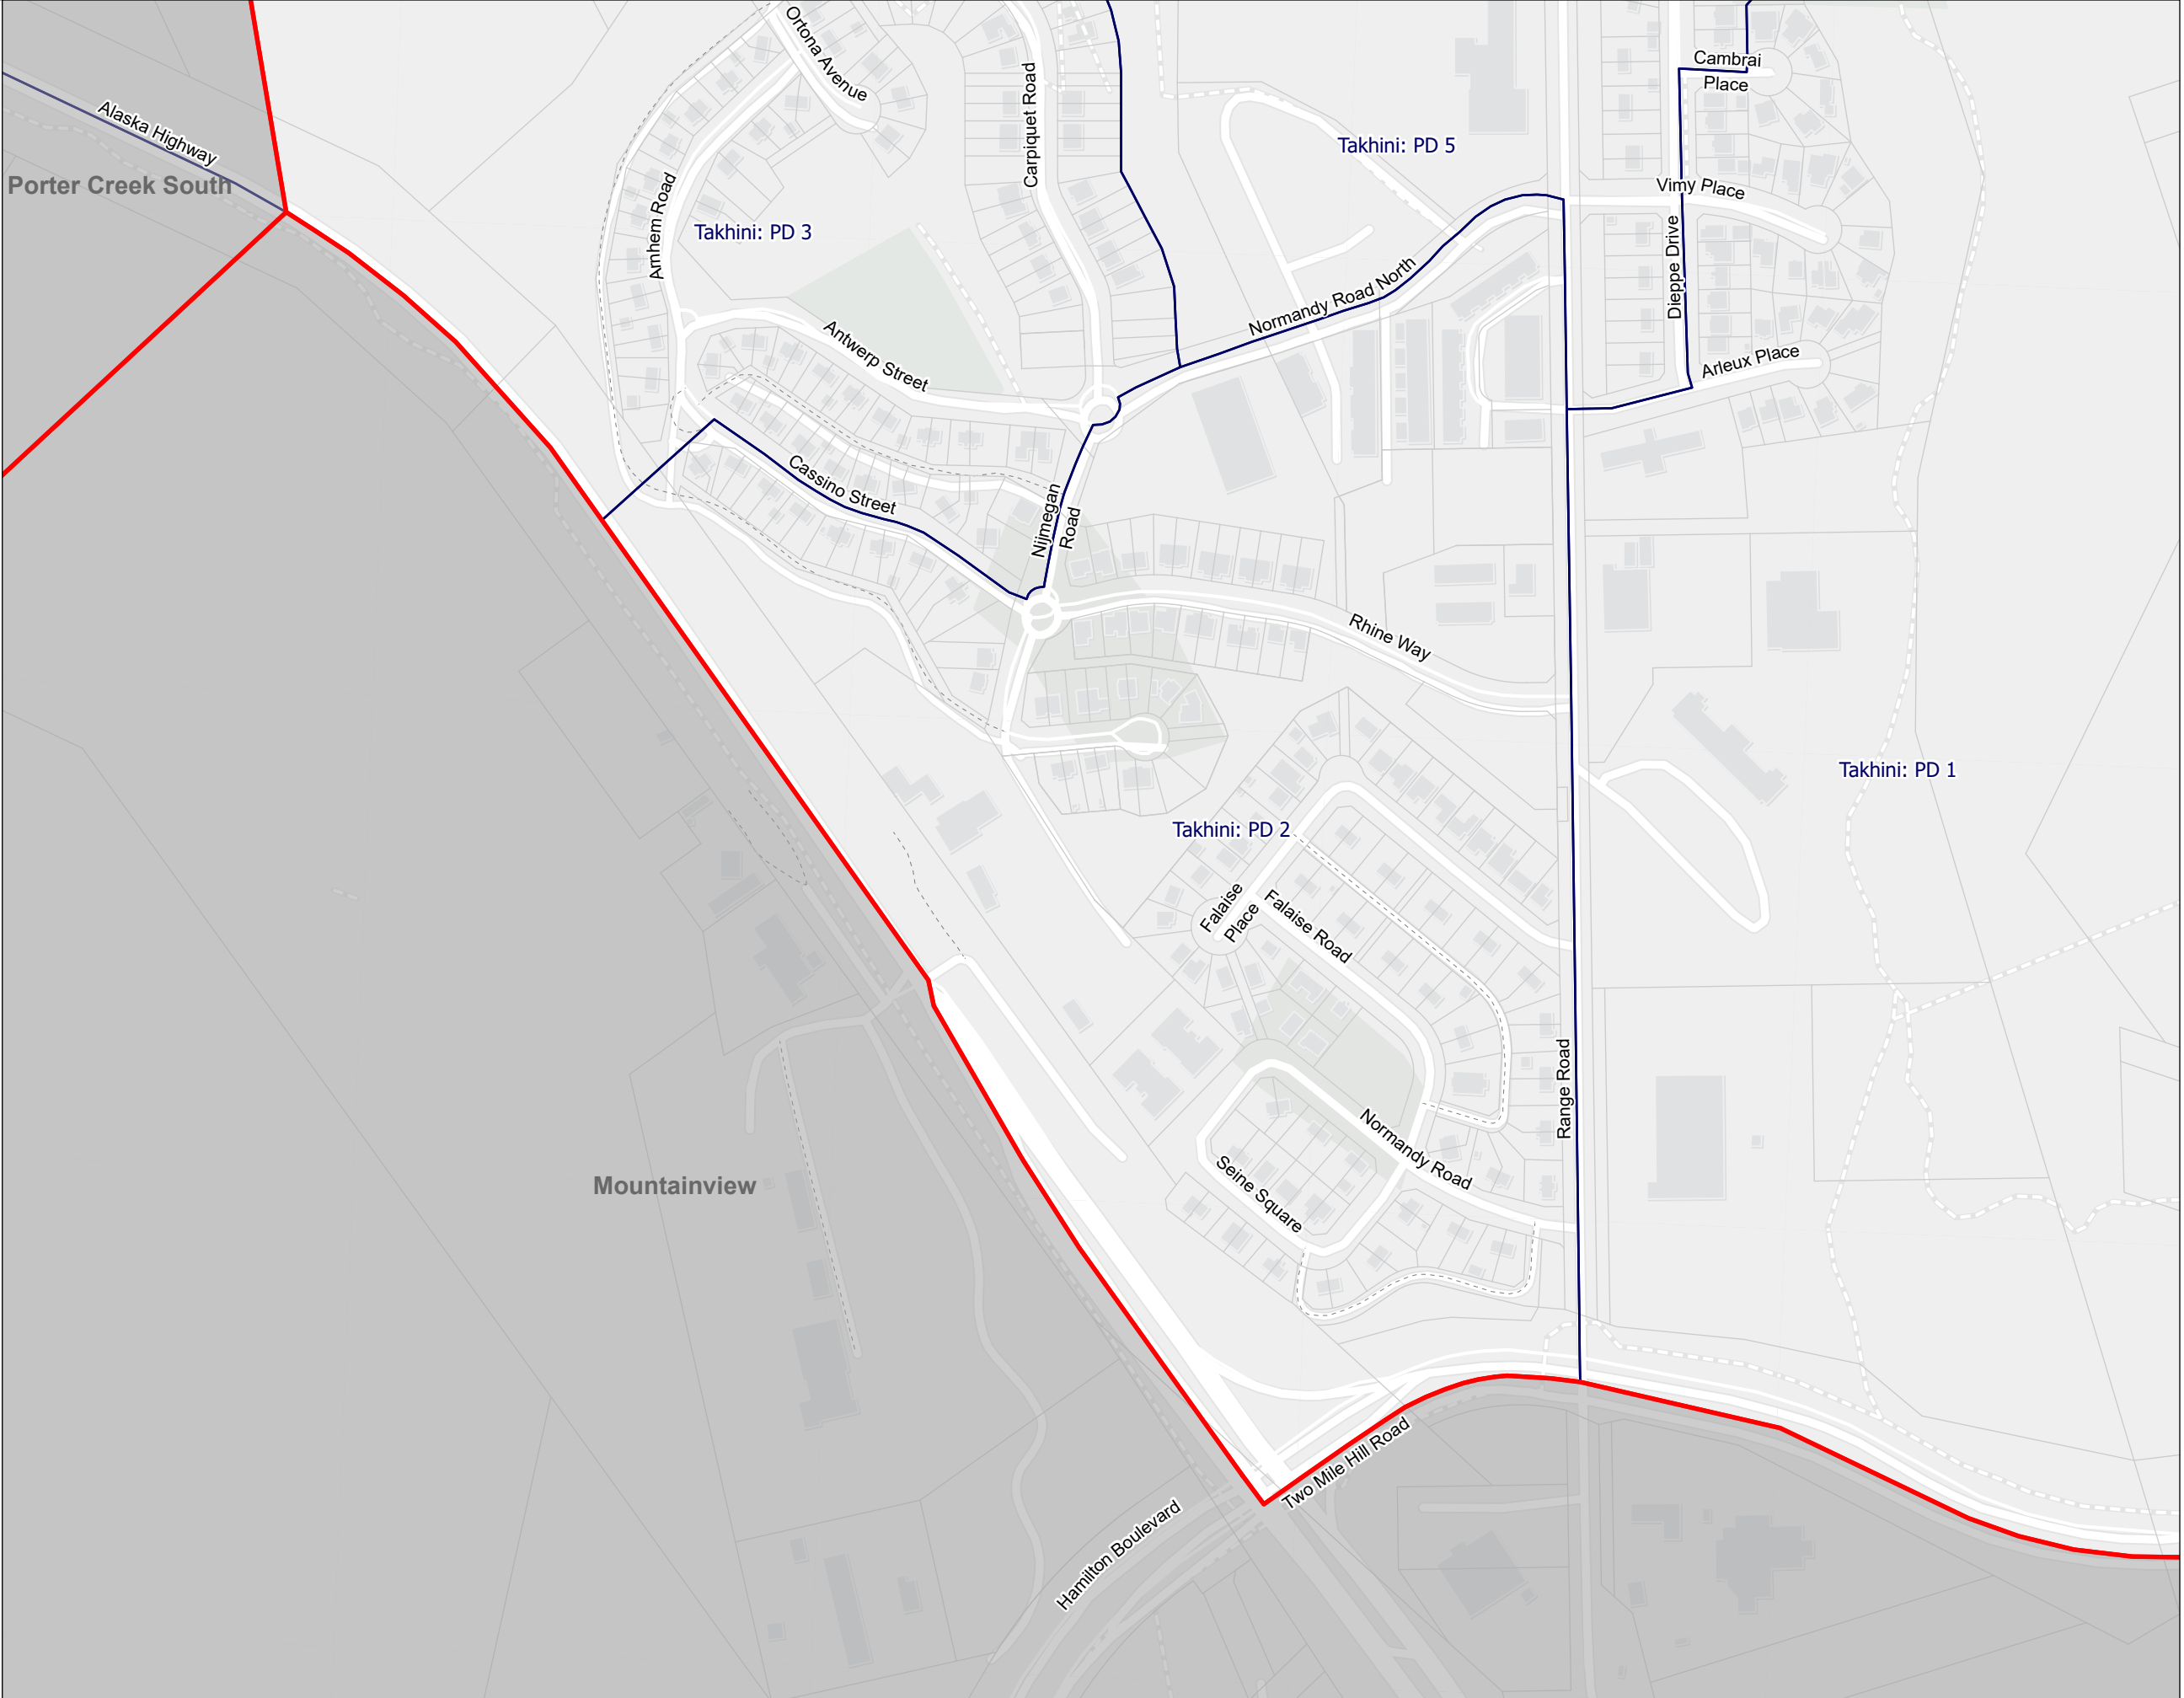 Ortona Avenue
Cambrai
Place
Carpiquet Road
Alaska Highway
Takhini: PD 5
Porter Creek South
Vimy Place
Arnhem Road
Takhini: PD 3
Dieppe Drive
Normandy Road North
Antwerp Street
Arleux Place
Cassino Street
Nijmegan
Road
Rhine Way
Takhini: PD 1
Takhini: PD 2
Falaise
Place
Falaise Road
Range Road
Normandy Road
Mountainview
Seine Square
Two Mile Hill Road
Hamilton Boulevard